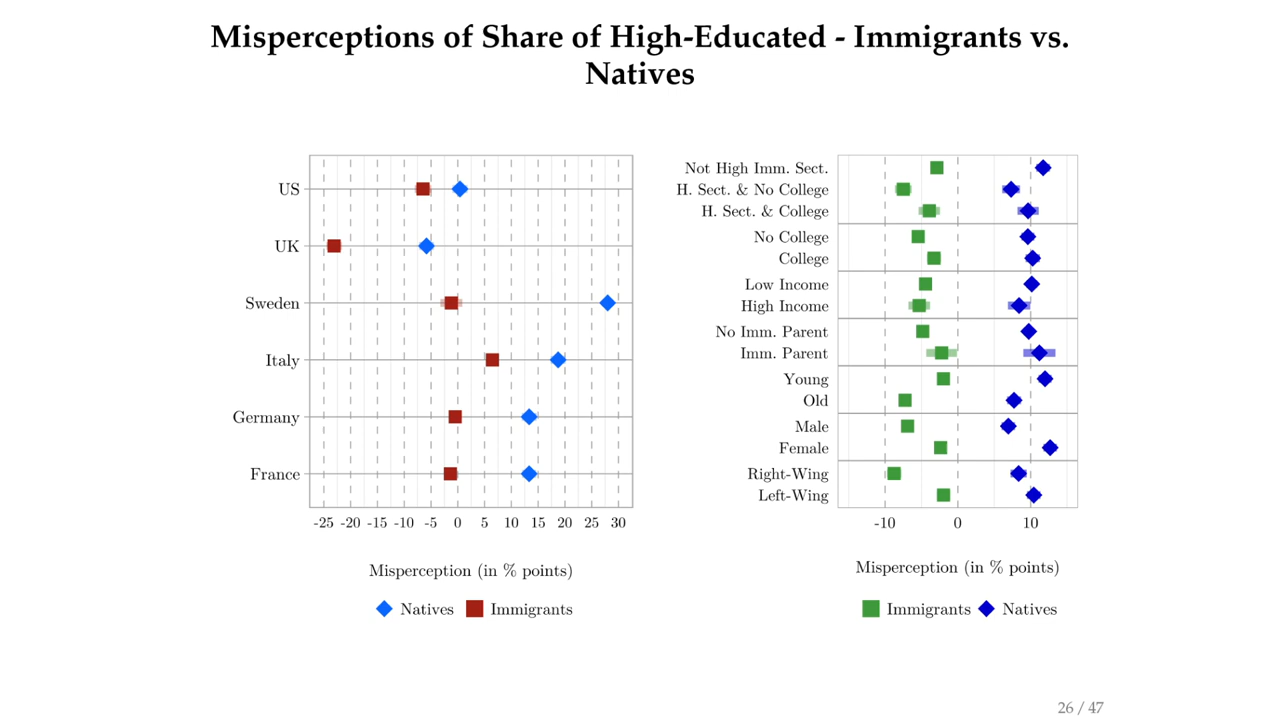 Misperceptions of Share of High-Educated - Immigrants vs.
Natives
US
UK
Sweden
Italy
Germany
France
-25 -20 -15 -10 -5 0 5 10 15 20 25 30
Misperception (in % points)
Natives Immigrants
Not High Imm. Sect.
H. Sect. & No College
H. Sect. & College
No College
College
Low Income
High Income
No Imm. Parent
Imm. Parent
Young
Old
Male
Female
Right-Wing
Left-Wing
-10 0 10
Misperception (in % points)
Immigrants Natives
26 / 47